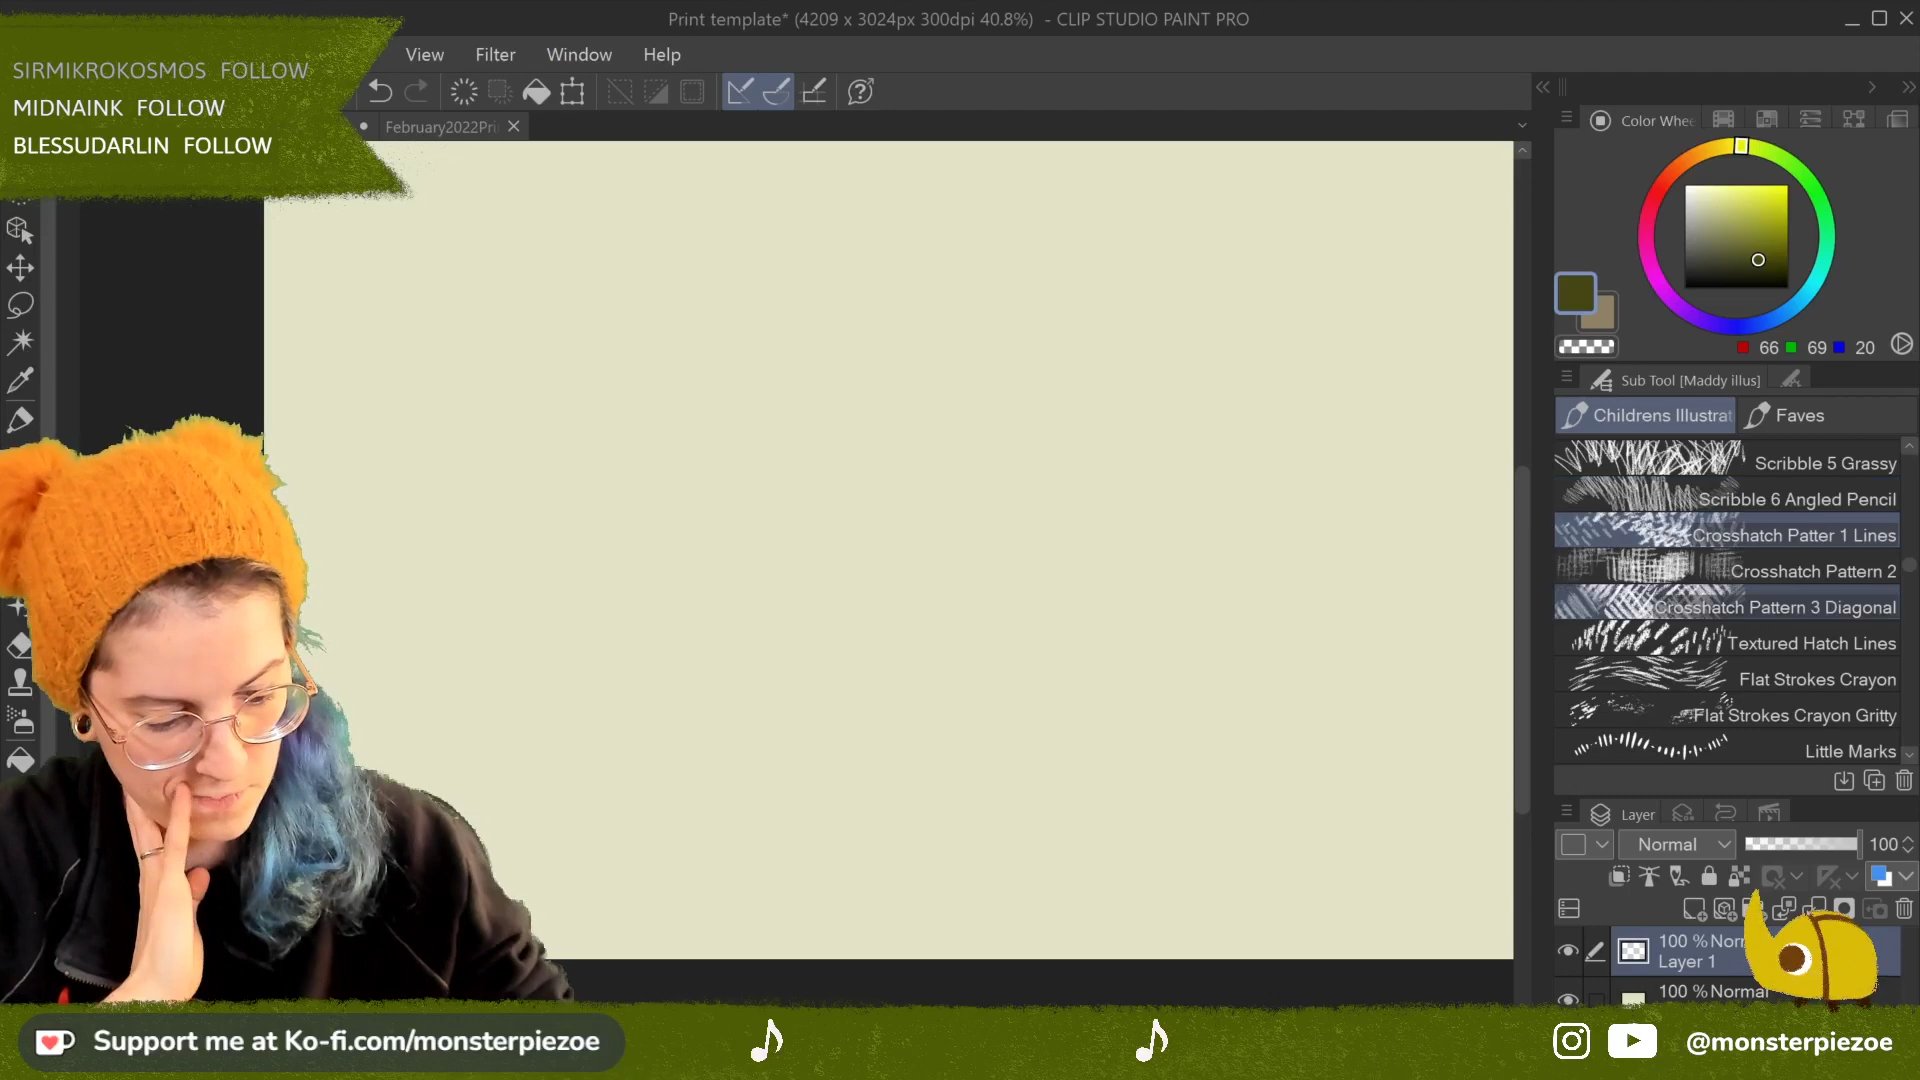 Print template* (4209 x 3024px 300dpi 40.8%) - CLIP STUDIO PAINT PRO
SIRMIKROKOSMOS FOLLOW
MIDNAINK FOLLOW
BLESSUDARLIN FOLLOW
View Filter Window Help
February2022Pri
Color Whe
66 69 20
Sub Tool [Maddy illus]
Childrens Illustrat Faves
Scribble 5 Grassy
Scribble 6 Angled Pencil
Crosshatch Patter 1 Lines
Crosshatch Pattern 2
Crosshatch Pattern 3 Diagonal
Textured Hatch Lines
Flat Strokes Crayon
Flat Strokes Crayon Gritty
Little Marks
Layer
Normal 100
100 % Nor
Layer 1
100 % Normal
Support me at Ko-fi.com/monsterpiezoe
@monsterpiezoe